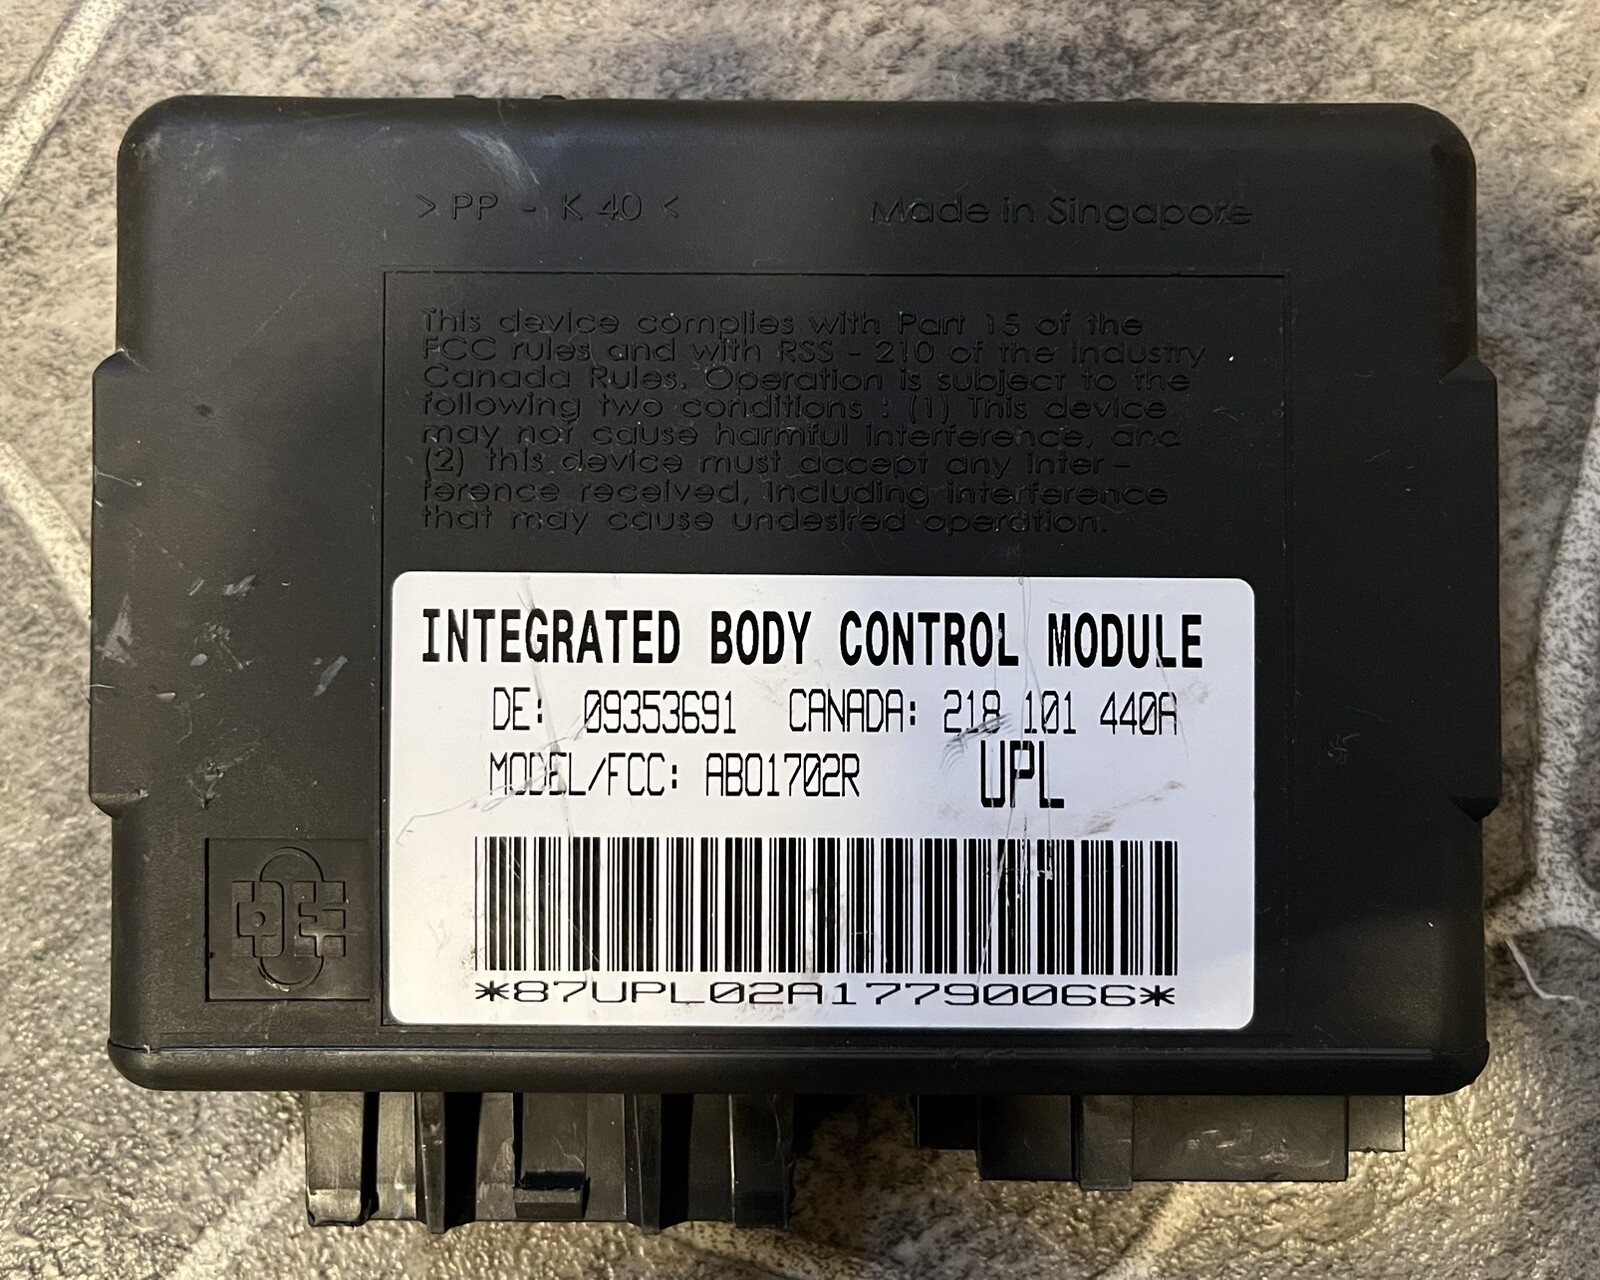 >PP - K 40 <
Made in Singapore
This device complies with Part 15 of the
FCC rules and with RSS - 210 of the Industry
Canada Rules. Operation is subject to the
following two conditions : (1) This device
may not cause harmful interference, and
(2) this device must accept any inter -
ference received, including interference
that may cause undesired operation.
INTEGRATED BODY CONTROL MODULE
DE: 09353691 CANADA: 218 101 440A
MODEL/FCC: ABO1702R UPL
*87UPL02A17790066*